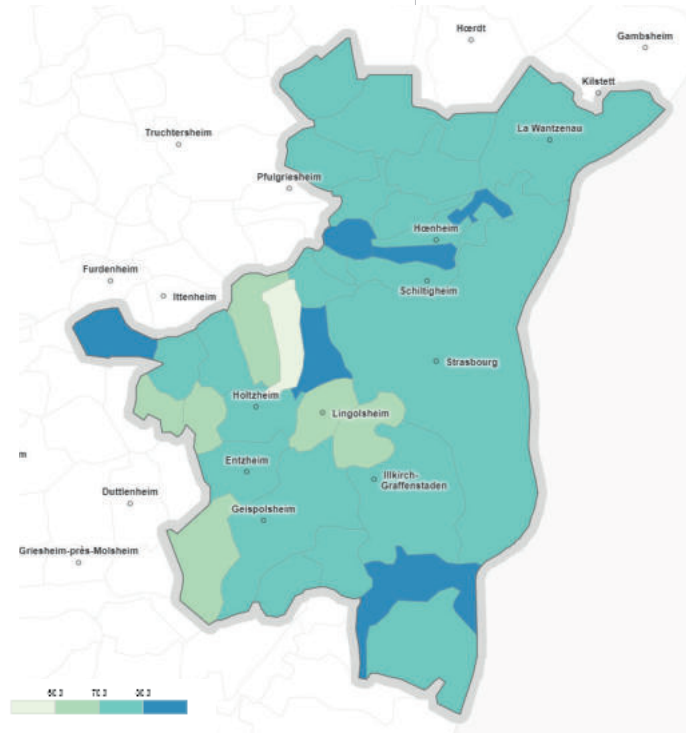 Hœrdt
Gambsheim
Kilstett
La Wantzenau
Truchtersheim
Pfulgriesheim
Hœnheim
Furdenheim
Ittenheim
Schiltigheim
Strasbourg
Holtzheim
Lingolsheim
Entzheim
Illkirch-
Graffenstaden
Duttlenheim
Geispolsheim
Griesheim-près-Molsheim